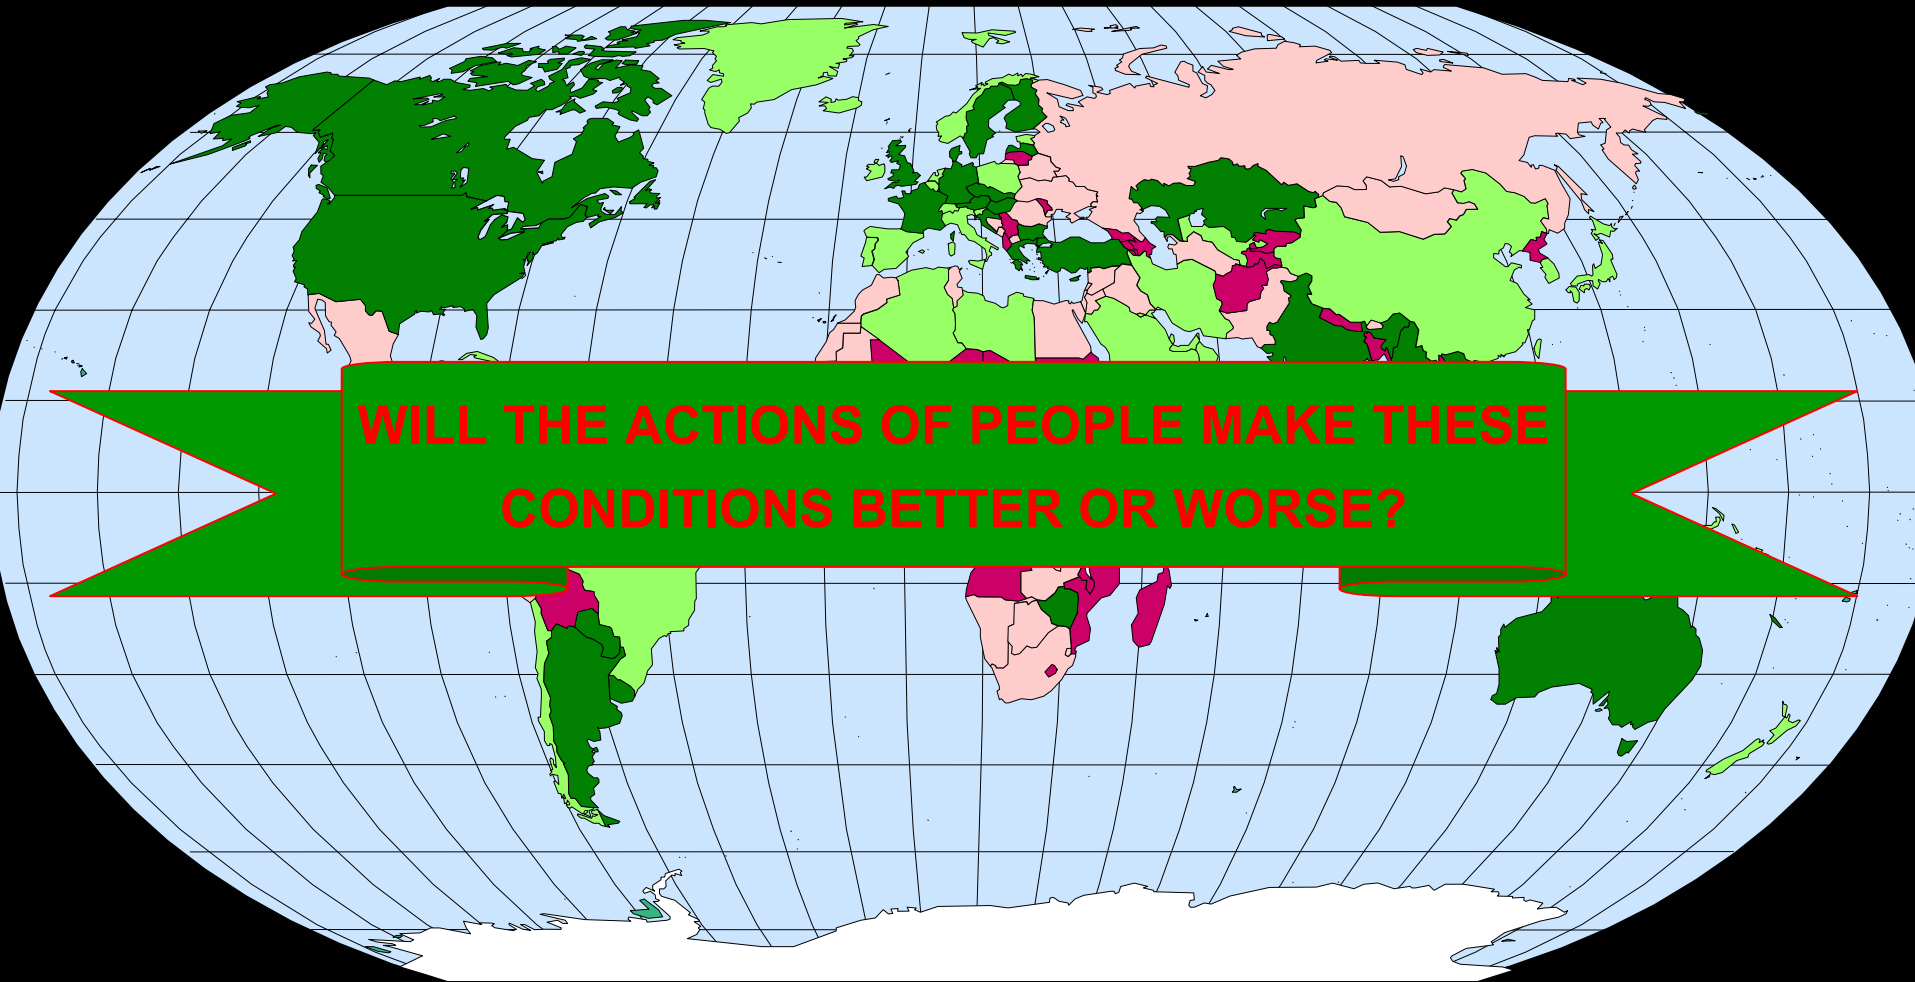 WILL THE ACTIONS OF PEOPLE MAKE THESE
CONDITIONS BETTER OR WORSE?